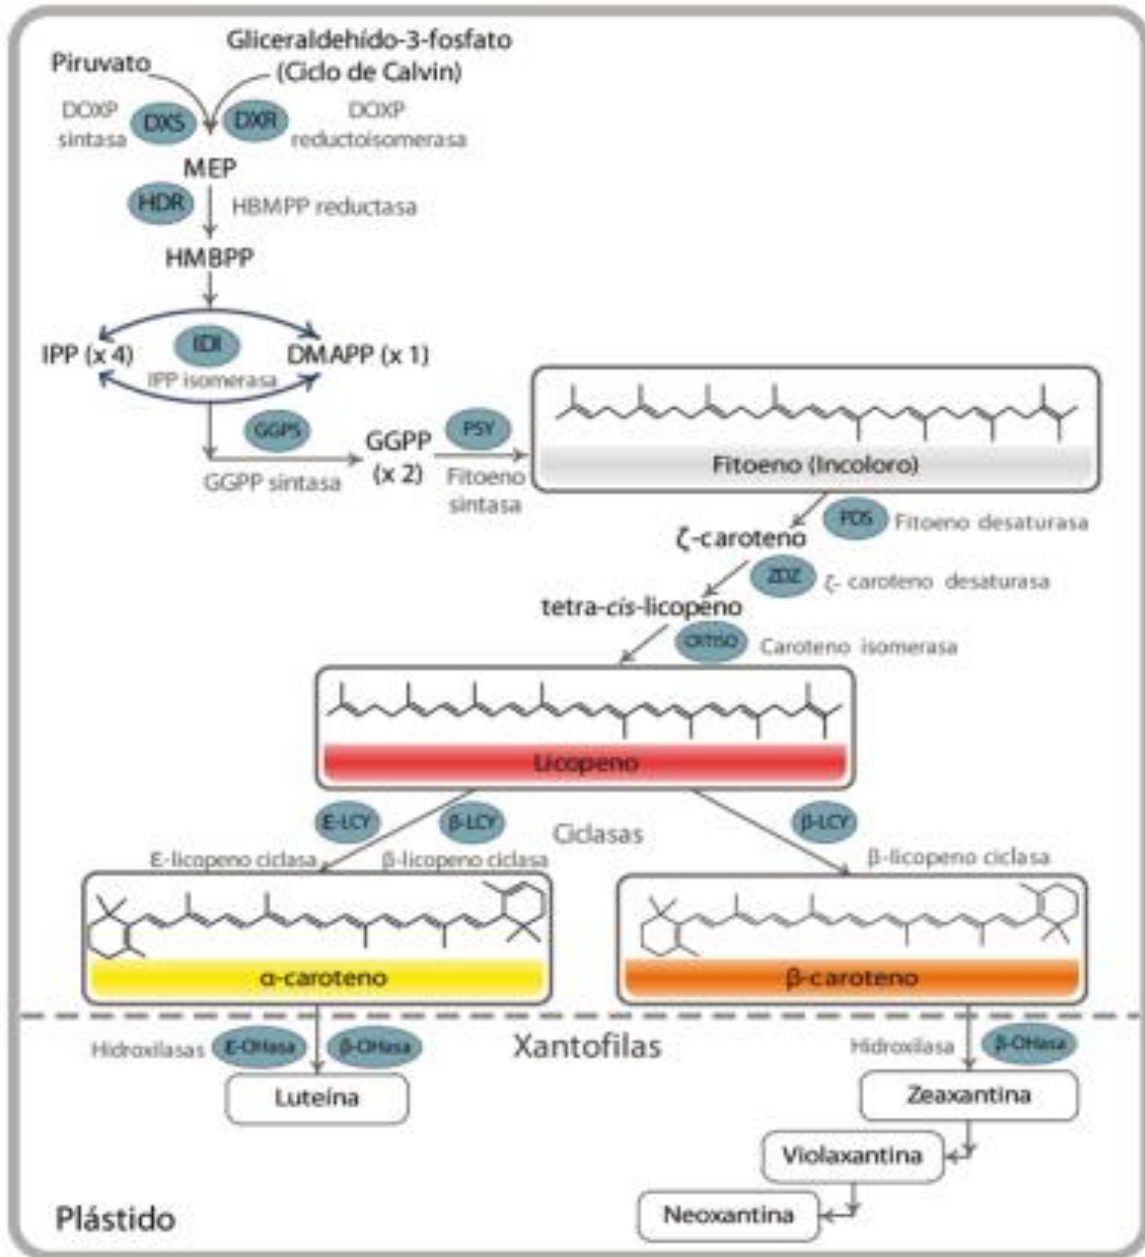 Gliceraldehído-3-fosfato
Piruvato
(Ciclo de Calvin)
DOXP
sintasa
DXS
DXR
DOXP
reductoisomerasa
MEP
HDR
HBMPP reductasa
HMBPP
IPP (x 4)
IDI
DMAPP (x 1)
IPP isomerasa
GGPS
GGPP sintasa
GGPP
(x 2)
PSY
Fitoeno
sintasa
Fitoeno (Incoloro)
PDS
Fitoeno desaturasa
ζ-caroteno
ZDZ
ζ- caroteno desaturasa
tetra-cis-licopeno
CRTISO
Caroteno isomerasa
Licopeno
Ɛ-LCY
β-LCY
Ciclasas
β-LCY
Ɛ-licopeno ciclasa
β-licopeno ciclasa
β-licopeno ciclasa
α-caroteno
β-caroteno
Hidroxilasas
Ɛ-OHasa
β-OHasa
Xantofilas
Hidroxilasa
β-OHasa
Luteína
Zeaxantina
Violaxantina
Neoxantina
Plástido